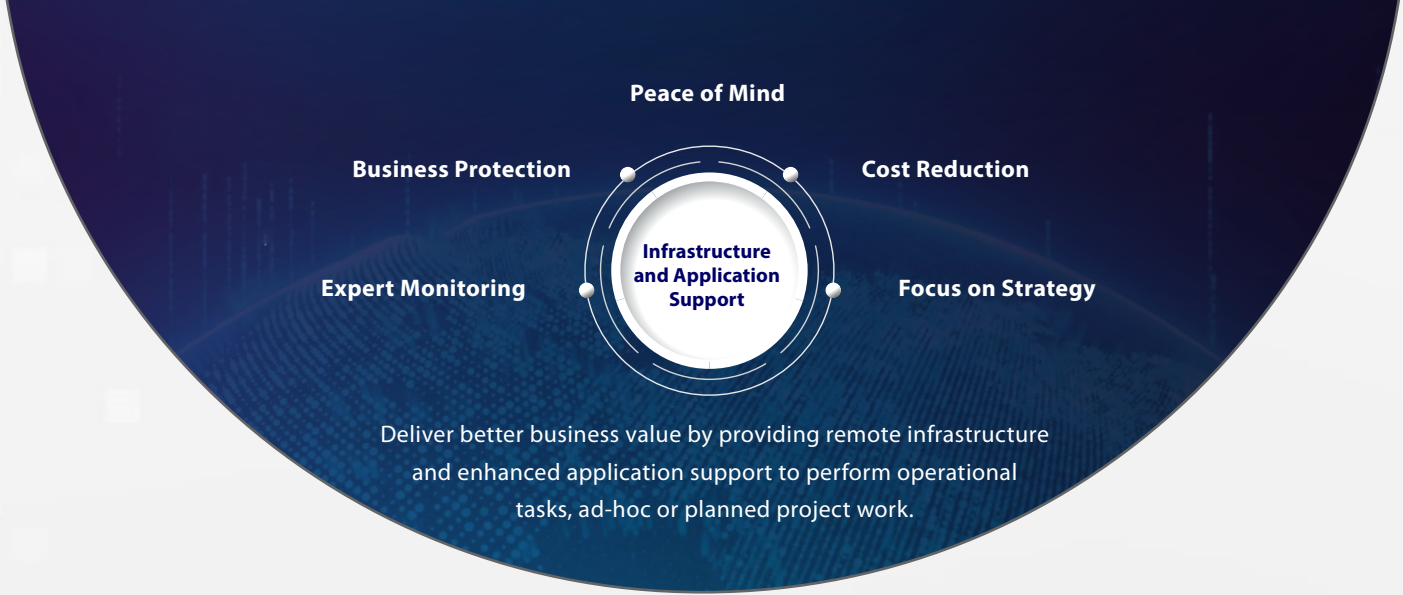 Peace of Mind
Business Protection
Cost Reduction
Expert Monitoring
Infrastructure
and Application
Support
Focus on Strategy
Deliver better business value by providing remote infrastructure
and enhanced application support to perform operational
tasks, ad-hoc or planned project work.